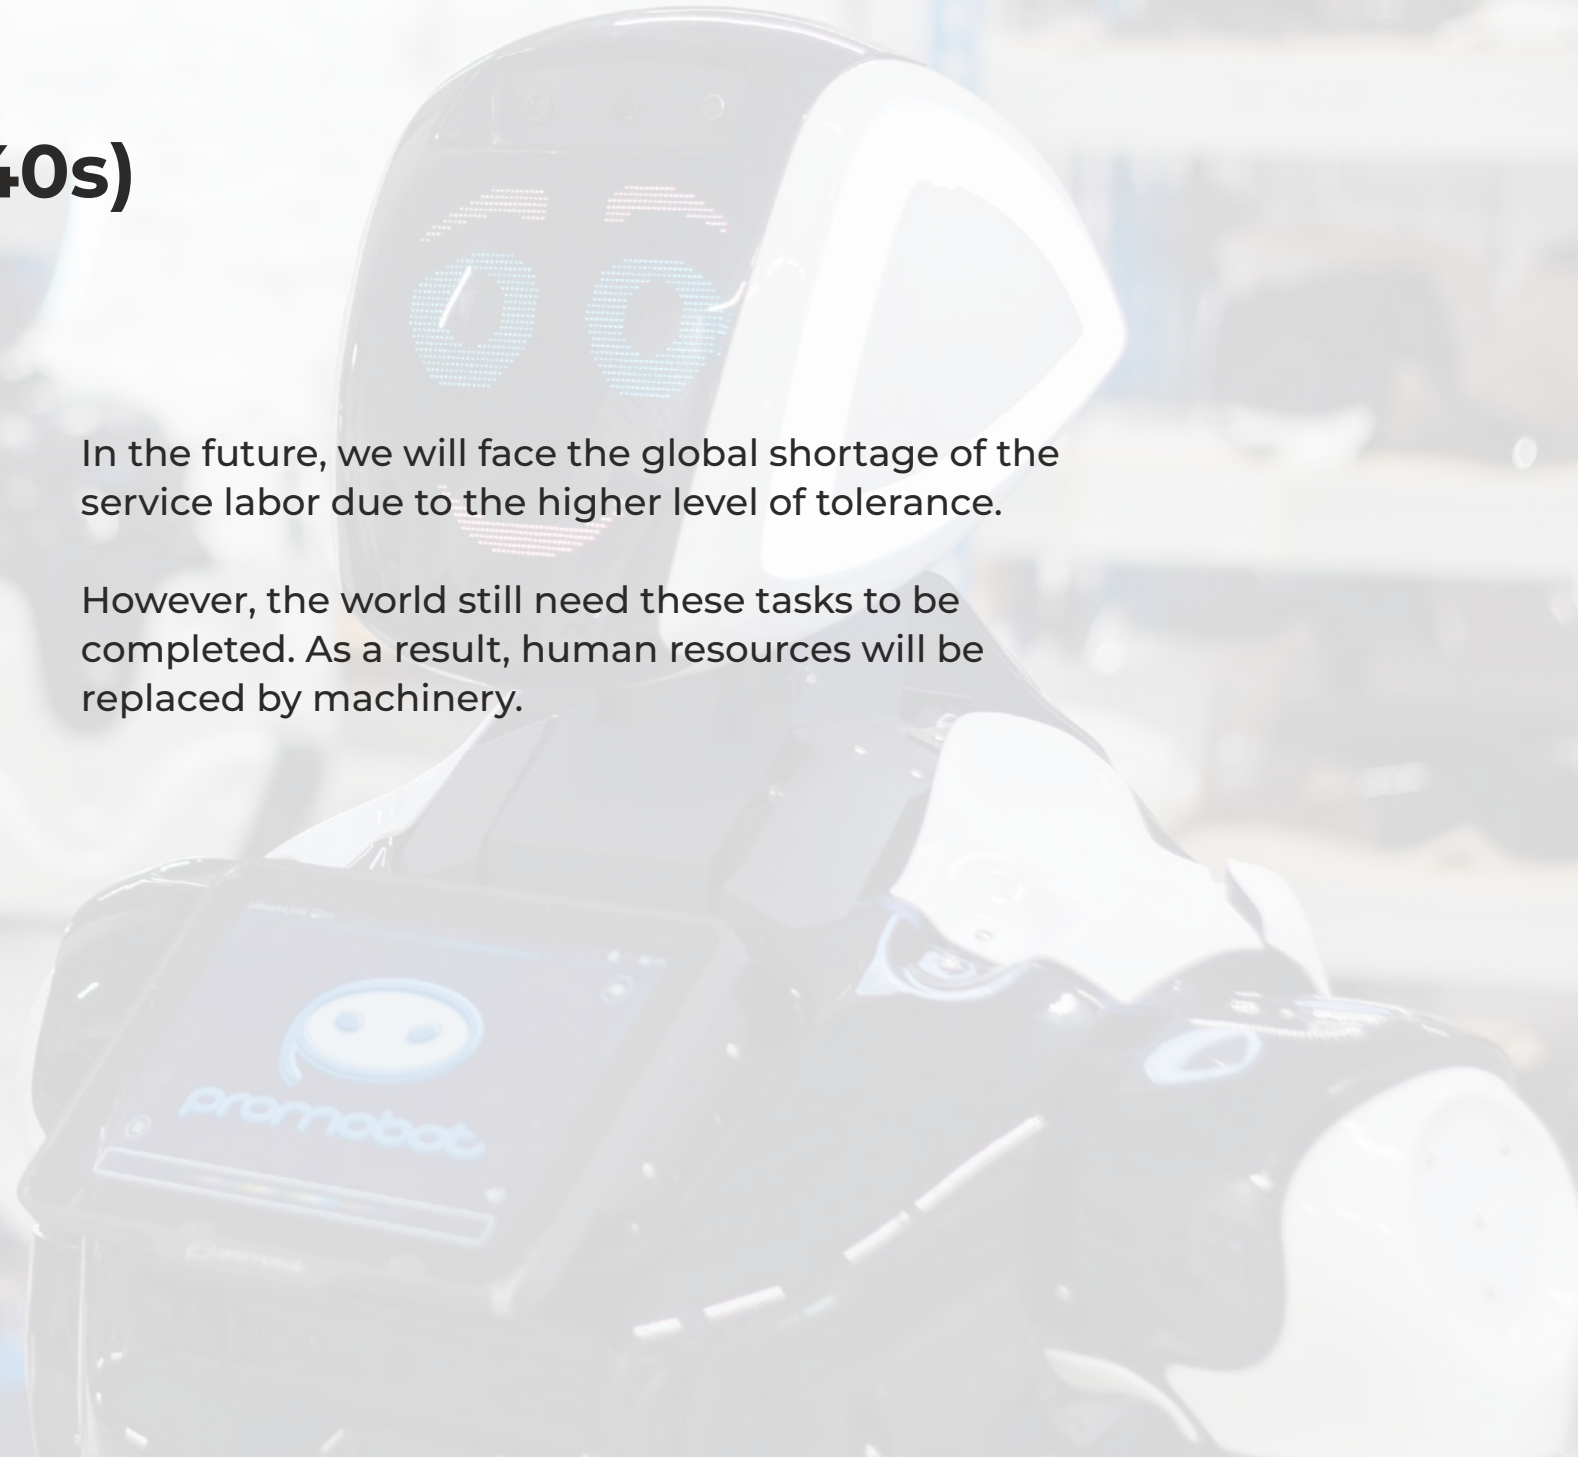 40s)
In the future, we will face the global shortage of the
service labor due to the higher level of tolerance.
However, the world still need these tasks to be
completed. As a result, human resources will be
replaced by machinery.
promobot
promobot